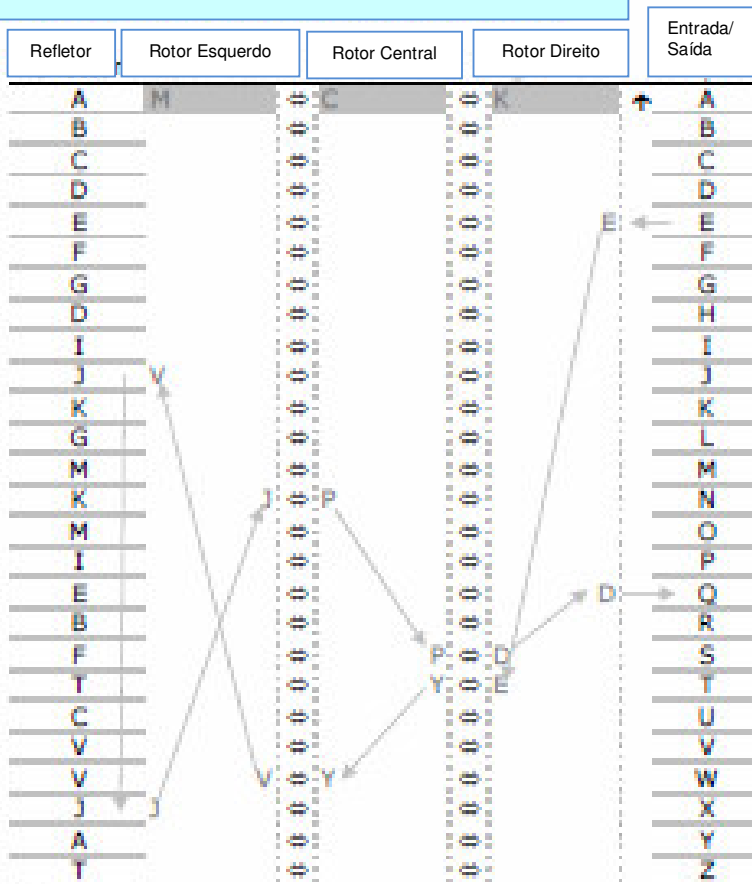 Refletor Rotor Esquerdo Rotor Central Rotor Direito Entrada/
Saída
A M C K A
B B
C C
D D
E E E
F F
G G
D H
I I
J V J
K K
G L
M M
K J P N
M O
I P
E D Q
B R
F P D S
T Y E T
C U
V V
V V Y W
J J X
A Y
T Z